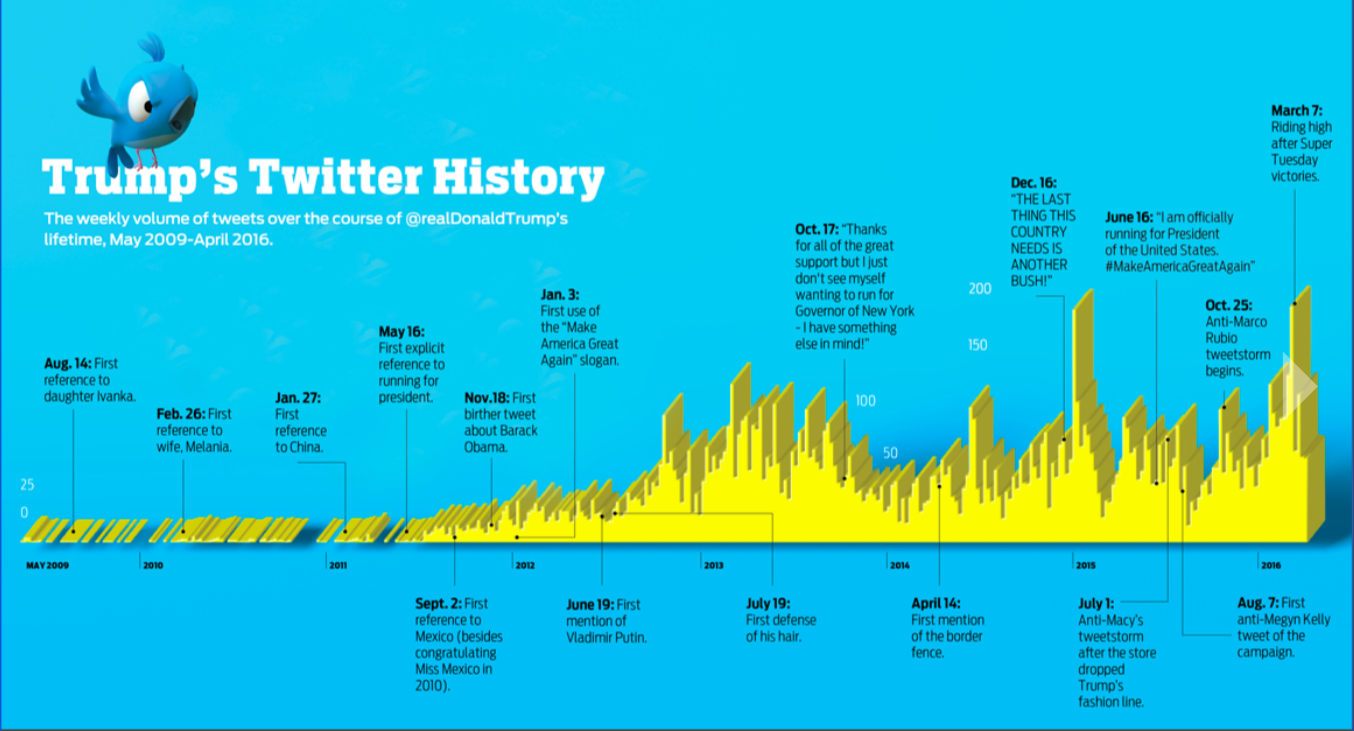 Trump's Twitter History
The weekly volume of tweets over the course of @realDonaldTrump's
lifetime, May 2009-April 2016.
Aug. 14: First
reference to
daughter Ivanka.
Feb. 26: First
reference to
wife, Melania.
Jan. 27:
First
reference
to China.
May 16:
First explicit
reference to
running for
president.
Nov.18: First
birther tweet
about Barack
Obama.
Jan. 3:
First use of
the "Make
America Great
Again" slogan.
Oct. 17: "Thanks
for all of the great
support but I just
don't see myself
wanting to run for
Governor of New York
- I have something
else in mind!"
Dec. 16:
"THE LAST
THING THIS
COUNTRY
NEEDS IS
ANOTHER
BUSH!"
June 16: "I am officially
running for President
of the United States.
#MakeAmericaGreatAgain"
Oct. 25:
Anti-Marco
Rubio
tweetstorm
begins.
March 7:
Riding high
after Super
Tuesday
victories.
200
150
100
50
25
0
MAY 2009
2010
2011
2012
2013
2014
2015
2016
Sept. 2: First
reference to
Mexico (besides
congratulating
Miss Mexico in
2010).
June 19: First
mention of
Vladimir Putin.
July 19:
First defense
of his hair.
April 14:
First mention
of the border
fence.
July 1:
Anti-Macy's
tweetstorm
after the store
dropped
Trump's
fashion line.
Aug. 7: First
anti-Megyn Kelly
tweet of the
campaign.